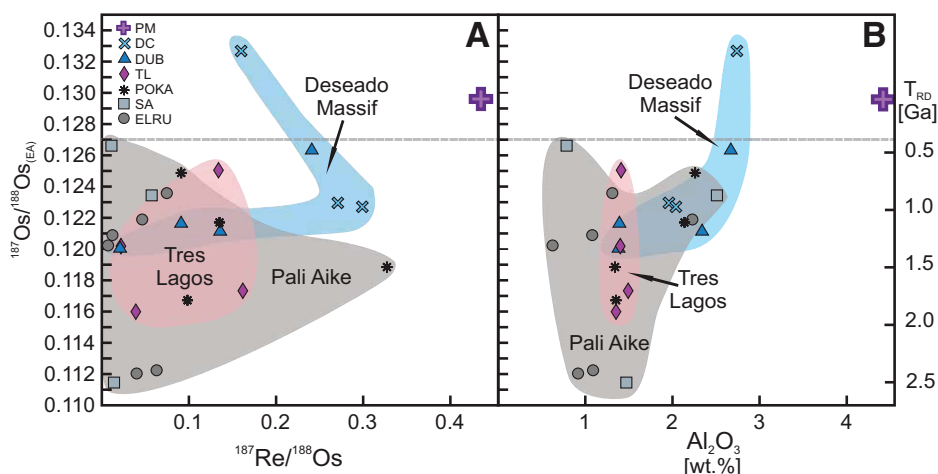 0.134
0.133
0.130
0.128
0.126
0.124
0.122
0.120
0.118
0.116
0.114
0.112
0.110
187Os/188Os(EA)
PM
DC
DUB
TL
POKA
SA
ELRU
A
Deseado
Massif
Tres
Lagos
Pali Aike
0.1
0.2
0.3
0.4
187Re/188Os
B
Deseado
Massif
Tres
Lagos
Pali Aike
1
2
3
4
Al2O3
[wt.%]
TRD
[Ga]
0.5
1.0
1.5
2.0
2.5